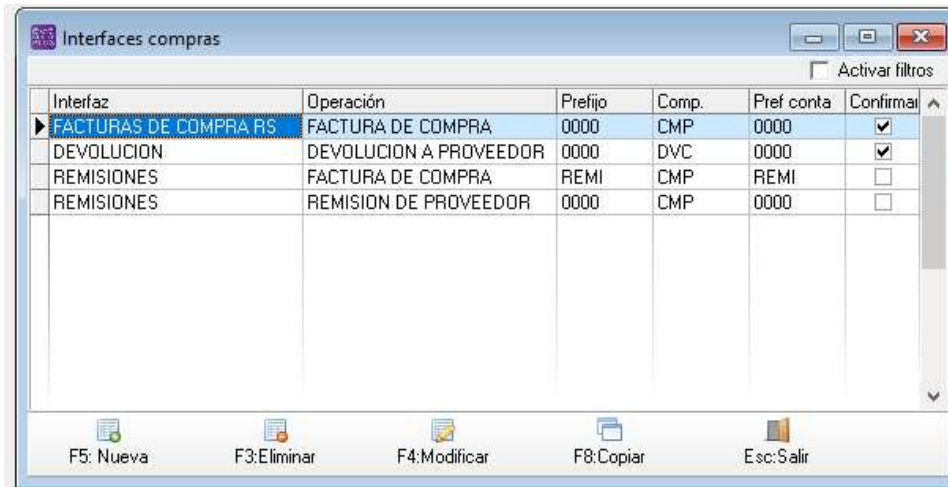 Interfaces compras
Activar filtros
Interfaz Operación Prefijo Comp. Pref conta Confirmar
FACTURAS DE COMPRA RS FACTURA DE COMPRA 0000 CMP 0000
DEVOLUCION DEVOLUCION A PROVEEDOR 0000 DVC 0000
REMISIONES FACTURA DE COMPRA REMI CMP REMI
REMISIONES REMISION DE PROVEEDOR 0000 CMP 0000
F5: Nueva F3:Eliminar F4:Modificar F8:Copiar Esc:Salir